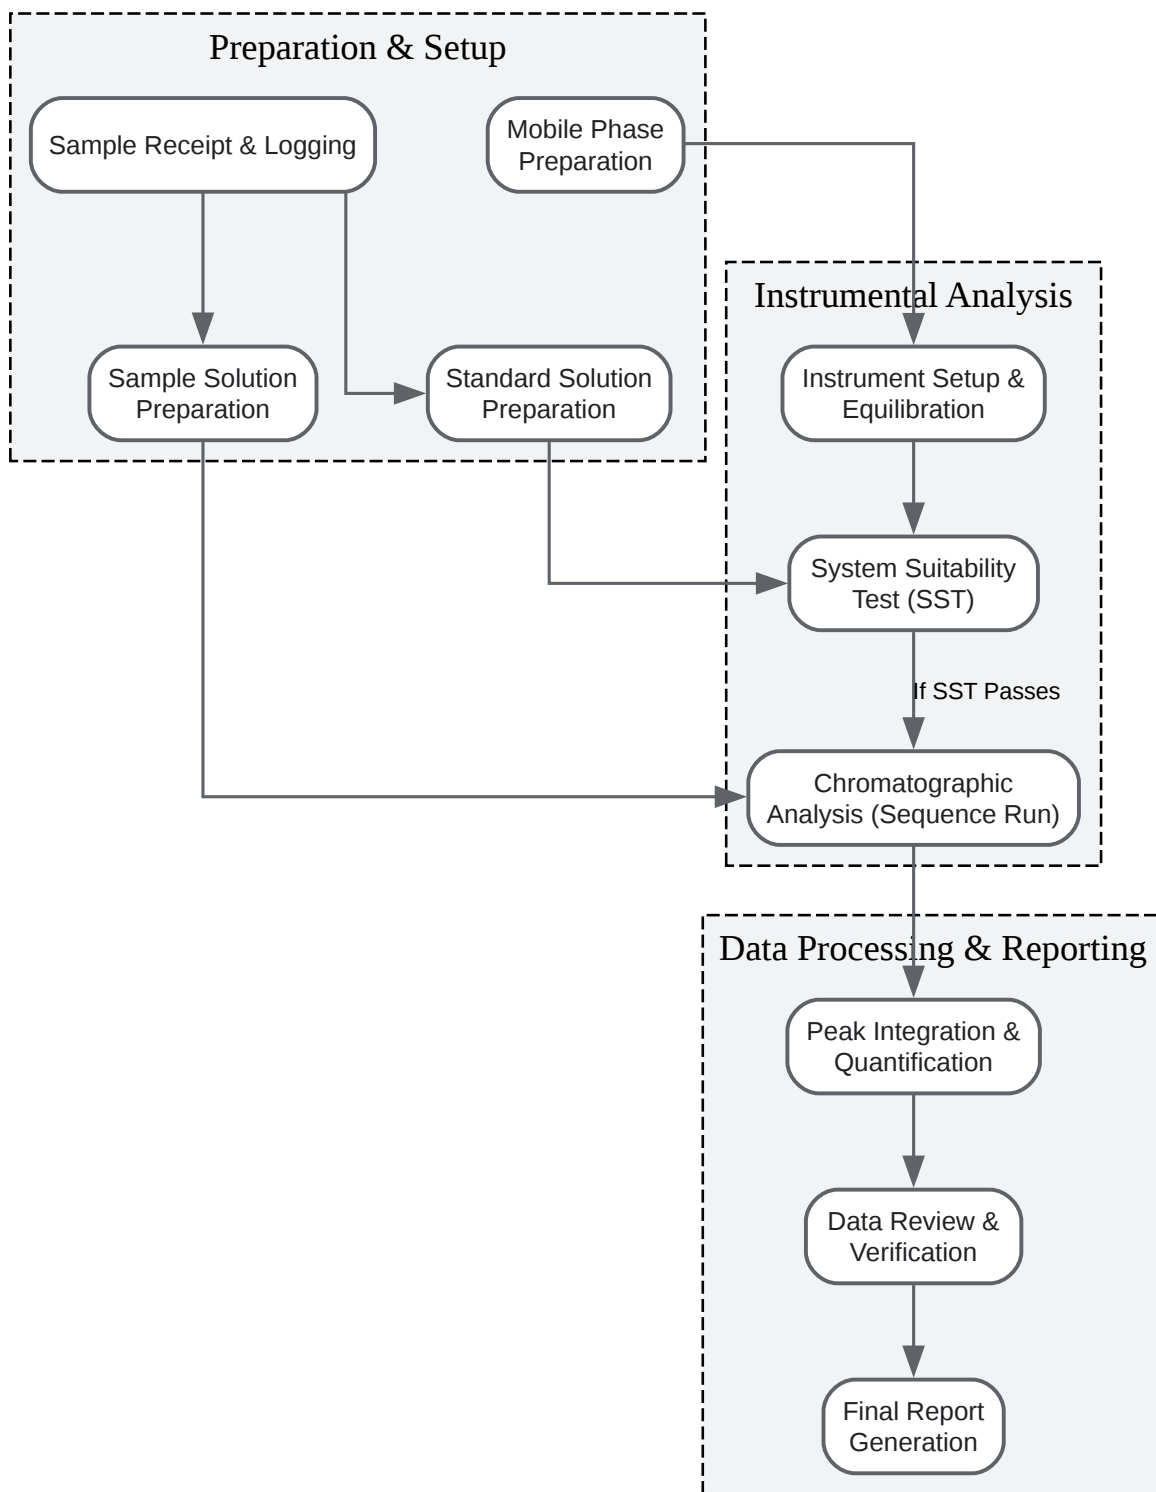 Preparation & Setup
Sample Receipt & Logging
Mobile Phase
Preparation
Sample Solution
Preparation
Standard Solution
Preparation
Instrumental Analysis
Instrument Setup &
Equilibration
System Suitability
Test (SST)
If SST Passes
Chromatographic
Analysis (Sequence Run)
Data Processing & Reporting
Peak Integration &
Quantification
Data Review &
Verification
Final Report
Generation